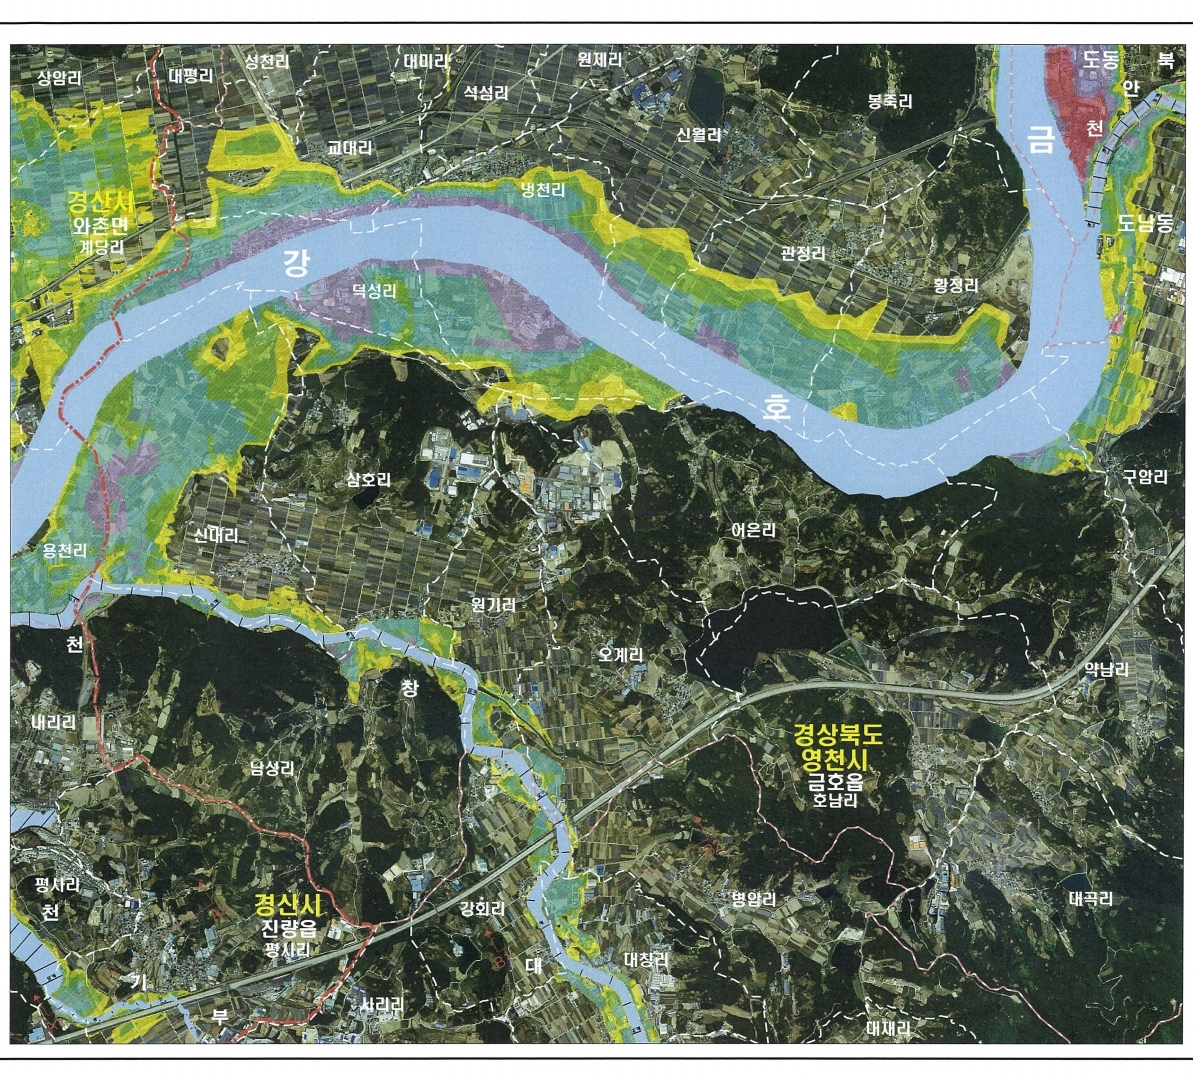 상암리
대평리
성천리
대미리
원제리
도동
북
석섬리
봉죽리
안
천
신월리
금
교대리
냉천리
경산시
와촌면
계당리
도남동
관정리
강
덕성리
황정리
호
삼호리
구암리
신대리
어은리
용천리
원기리
천
오계리
약남리
창
내리리
경상북도
영천시
금호읍
호남리
남성리
평사리
천
경산시
진량읍
평사리
강회리
병암리
대곡리
대
대창리
기
부
사리리
대재리